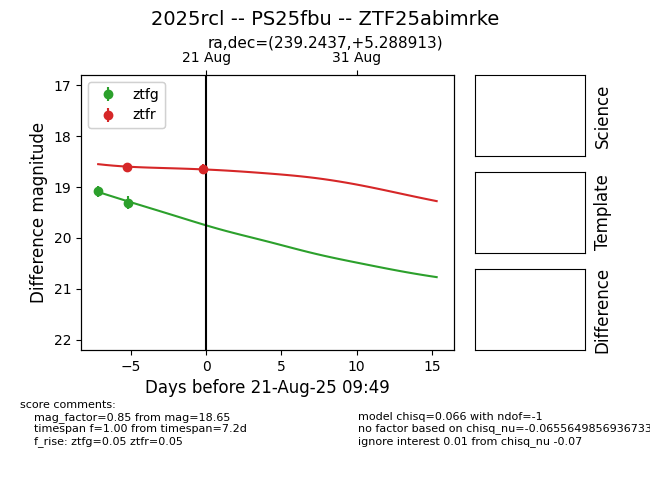 2025rcl -- PS25fbu -- ZTF25abimrke
ra,dec=(239.2437,+5.288913)
21 Aug
31 Aug
ztfg
ztfr
17
18
19
20
21
22
Difference magnitude
−5
0
5
10
15
Days before 21-Aug-25 09:49
Science
Template
Difference
score comments:
mag_factor=0.85 from mag=18.65
timespan f=1.00 from timespan=7.2d
f_rise: ztfg=0.05 ztfr=0.05
model chisq=0.066 with ndof=-1
no factor based on chisq_nu=-0.0655649856936733
ignore interest 0.01 from chisq_nu -0.07